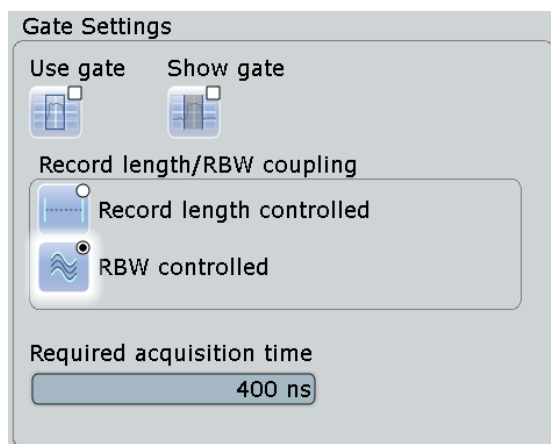 Gate Settings
Use gate Show gate
Record length/RBW coupling
Record length controlled
RBW controlled
Required acquisition time
400 ns